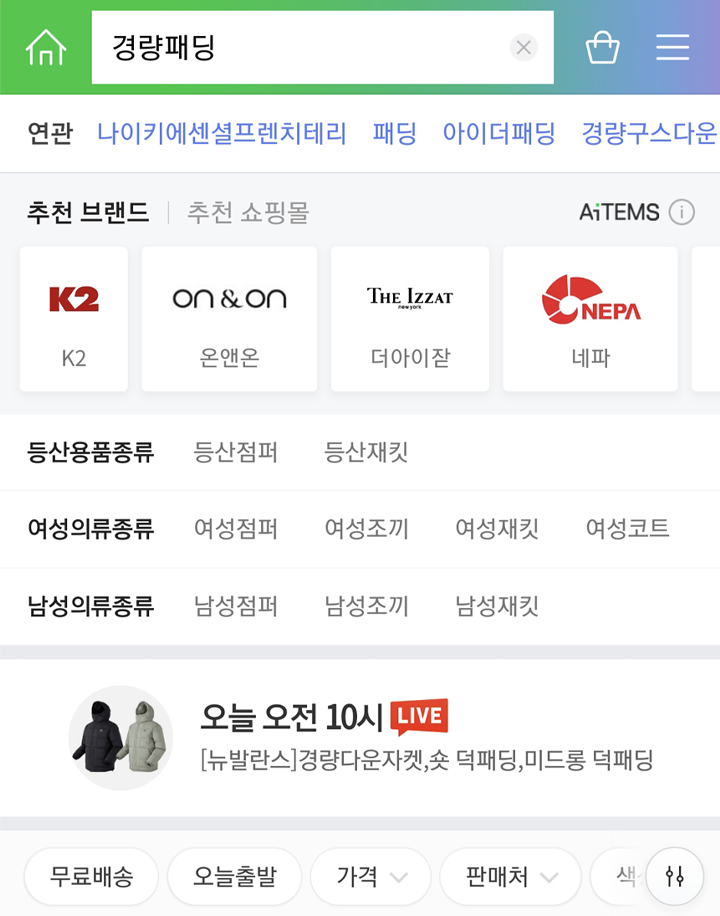 경량패딩
연관 나이키에센셜프렌치테리 패딩 아이더패딩 경량구스다운
추천 브랜드 추천 쇼핑몰 AiTEMS
K2 on&on THE IZZAT NEPA
new york
K2 온앤온 더아이잗 네파
등산용품종류 등산점퍼 등산재킷
여성의류종류 여성점퍼 여성조끼 여성재킷 여성코트
남성의류종류 남성점퍼 남성조끼 남성재킷
오늘 오전 10시 LIVE
[뉴발란스]경량다운자켓,숏 덕패딩,미드롱 덕패딩
무료배송 오늘출발 가격 판매처 색